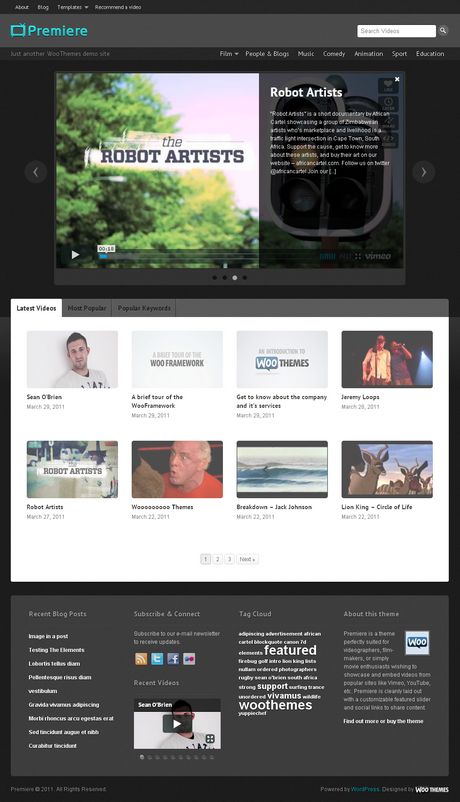 About Blog Templates Recommend a video
Premiere
Search Videos
Just another WooThemes demo site
Film People & Blogs Music Comedy Animation Sport Education
Robot Artists
"Robot Artists" is a short documentary by African
Cartel showcasing a group of Zimbabwean
artists who's marketplace and livelihood is a
traffic light intersection in Cape Town, South
Africa. Support the cause, get to know more
about these artists, and buy their art on our
website – africancartel.com. Follow us on twitter
@africancartel Join our [...]
LIKE
LATER
SHARE
the
ROBOT ARTISTS
00:18
vimeo
Latest Videos Most Popular Popular Keywords
A BRIEF TOUR OF THE
WOO FRAMEWORK
AN INTRODUCTION TO
WOO THEMES
Sean O'Brien
March 29, 2011
A brief tour of the
WooFramework
March 29, 2011
Get to know about the company
and it's services
March 29, 2011
Jeremy Loops
March 28, 2011
the
ROBOT ARTISTS
Robot Artists
March 27, 2011
Wooooooooo Themes
March 22, 2011
Breakdown – Jack Johnson
March 22, 2011
Lion King – Circle of Life
March 22, 2011
1 2 3 Next »
Recent Blog Posts
Image in a post
Testing The Elements
Lobortis tellus diam
Pellentesque risus diam
vestibulum
Gravida vivamus adipiscing
Morbi rhoncus arcu egestas erat
Sed tincidunt augue et nibh
Curabitur tincidunt
Subscribe & Connect
Subscribe to our e-mail newsletter
to receive updates.
Recent Videos
Sean O'Brien
Tag Cloud
adipiscing advertisement african
cartel blockquote canon 7d
elements featured
firebug golf intro lion king lists
nullam ordered photographers
rugby sean o'brien south africa
strong support surfing trance
unordered vivamus wildlife
woothemes
yuppiechef
About this theme
Premiere is a theme
perfectly suited for
videographers, film-
makers, or simply
movie enthusiasts wishing to
showcase and embed videos from
popular sites like Vimeo, YouTube,
etc. Premiere is cleanly laid out
with a customizable featured slider
and social links to share content.
Find out more or buy the theme
Premiere © 2011. All Rights Reserved.
Powered by WordPress. Designed by WOO THEMES